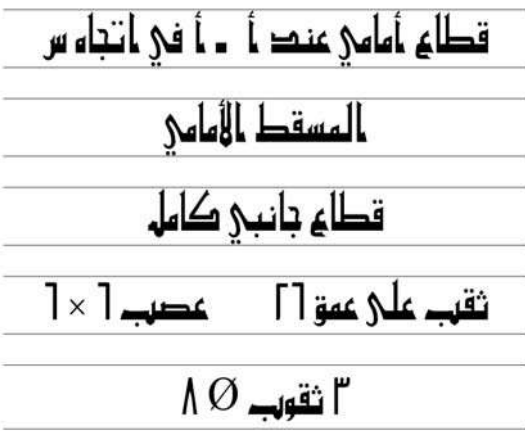 قطاع أمامي عند أ - أ في اتجاه س
المسقط الأمامي
قطاع جانبي كامل
ثقب على عمق ٢٦ عصب ٦ × ٦
٣ ثقوب Ø ٨